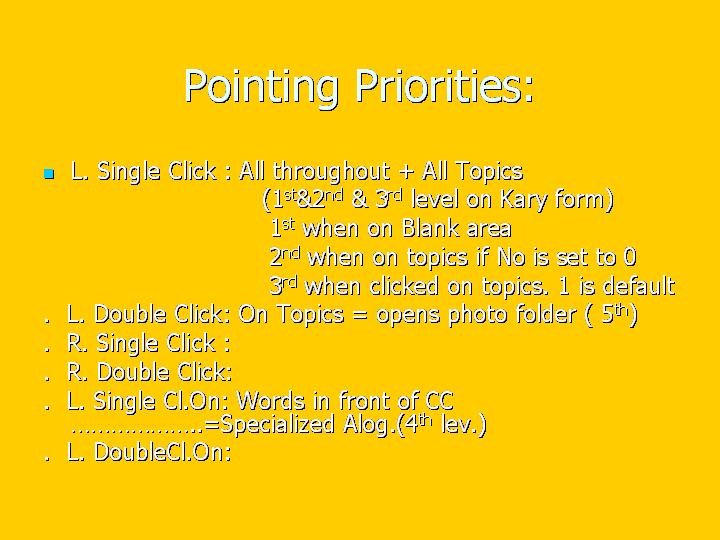 Pointing Priorities:
L. Single Click : All throughout + All Topics
(1st&2nd & 3rd level on Kary form)
1st when on Blank area
2nd when on topics if No is set to 0
3rd when clicked on topics. 1 is default
. L. Double Click: On Topics = opens photo folder ( 5th)
. R. Single Click :
. R. Double Click:
. L. Single Cl.On: Words in front of CC
………………..=Specialized Alog.(4th lev.)
. L. DoubleCl.On: